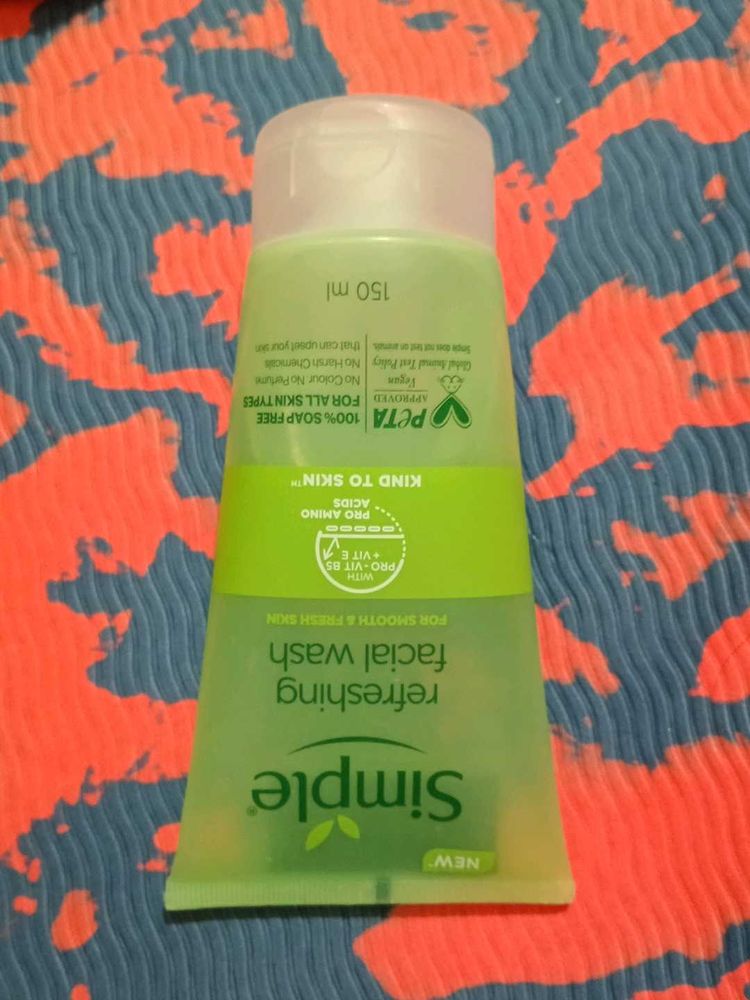 NEW*
Simple®
refreshing
facial wash
FOR SMOOTH & FRESH SKIN
WITH
PRO-VIT B5
+ VIT E
PRO AMINO
ACIDS
KIND TO SKIN™
PETA
APPROVED
Vegan
Global Animal Test Policy
Simple does not test on animals.
100% SOAP FREE
FOR ALL SKIN TYPES
No Colour No Perfume
No Harsh Chemicals
that can upset your skin
150 ml